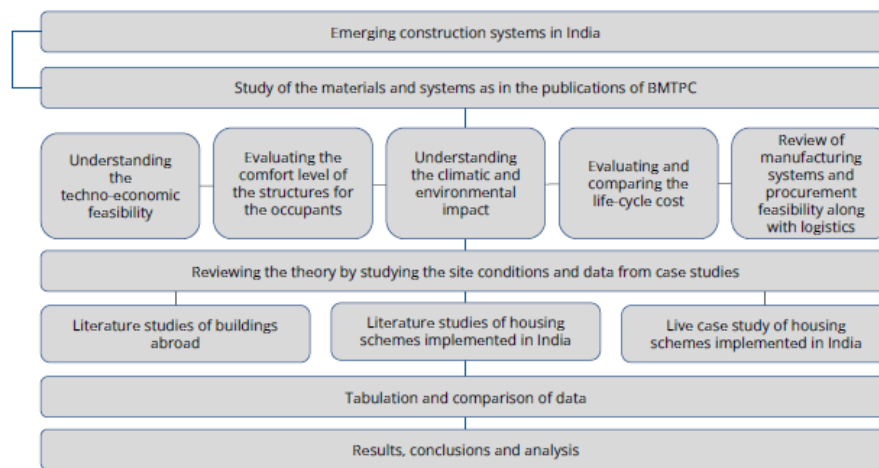 Emerging construction systems in India
Study of the materials and systems as in the publications of BMTPC
Understanding
the
techno-economic
feasibility
Evaluating the
comfort level of
the structures for
the occupants
Understanding
the climatic and
environmental
impact
Evaluating and
comparing the
life-cycle cost
Review of
manufacturing
systems and
procurement
feasibility along
with logistics
Reviewing the theory by studying the site conditions and data from case studies
Literature studies of buildings
abroad
Literature studies of housing
schemes implemented in India
Live case study of housing
schemes implemented in India
Tabulation and comparison of data
Results, conclusions and analysis